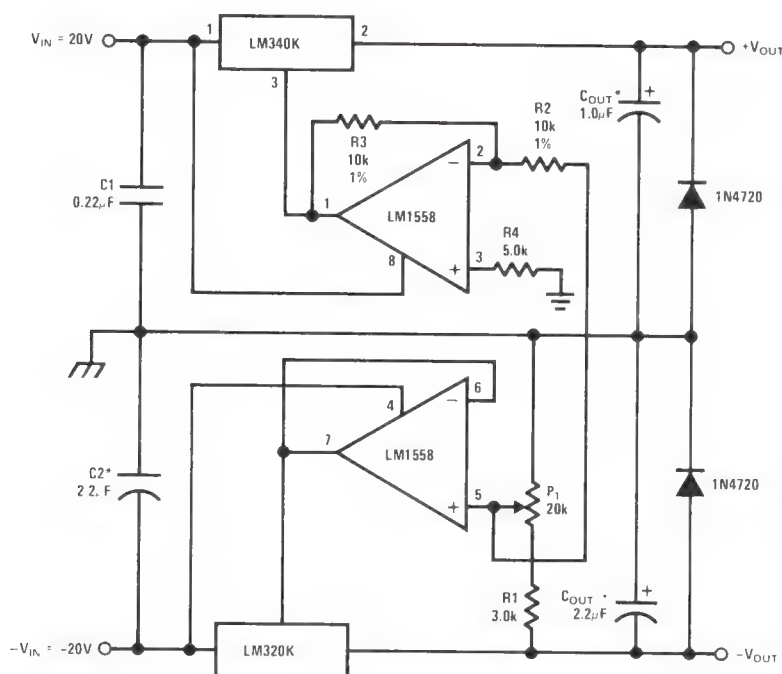 V_IN = 20V
1
LM340K
2
+V_OUT
3
R3
10k
1%
R2
10k
1%
C_OUT*
1.0μF
+
C1
0.22μF
1
LM1558
−
2
8
+
3
R4
5.0k
1N4720
4
−
6
7
LM1558
+
5
P1
20k
C2*
2 2. F
1N4720
R1
3.0k
C_OUT ·
2.2μF
+
−V_IN = -20V
LM320K
−V_OUT